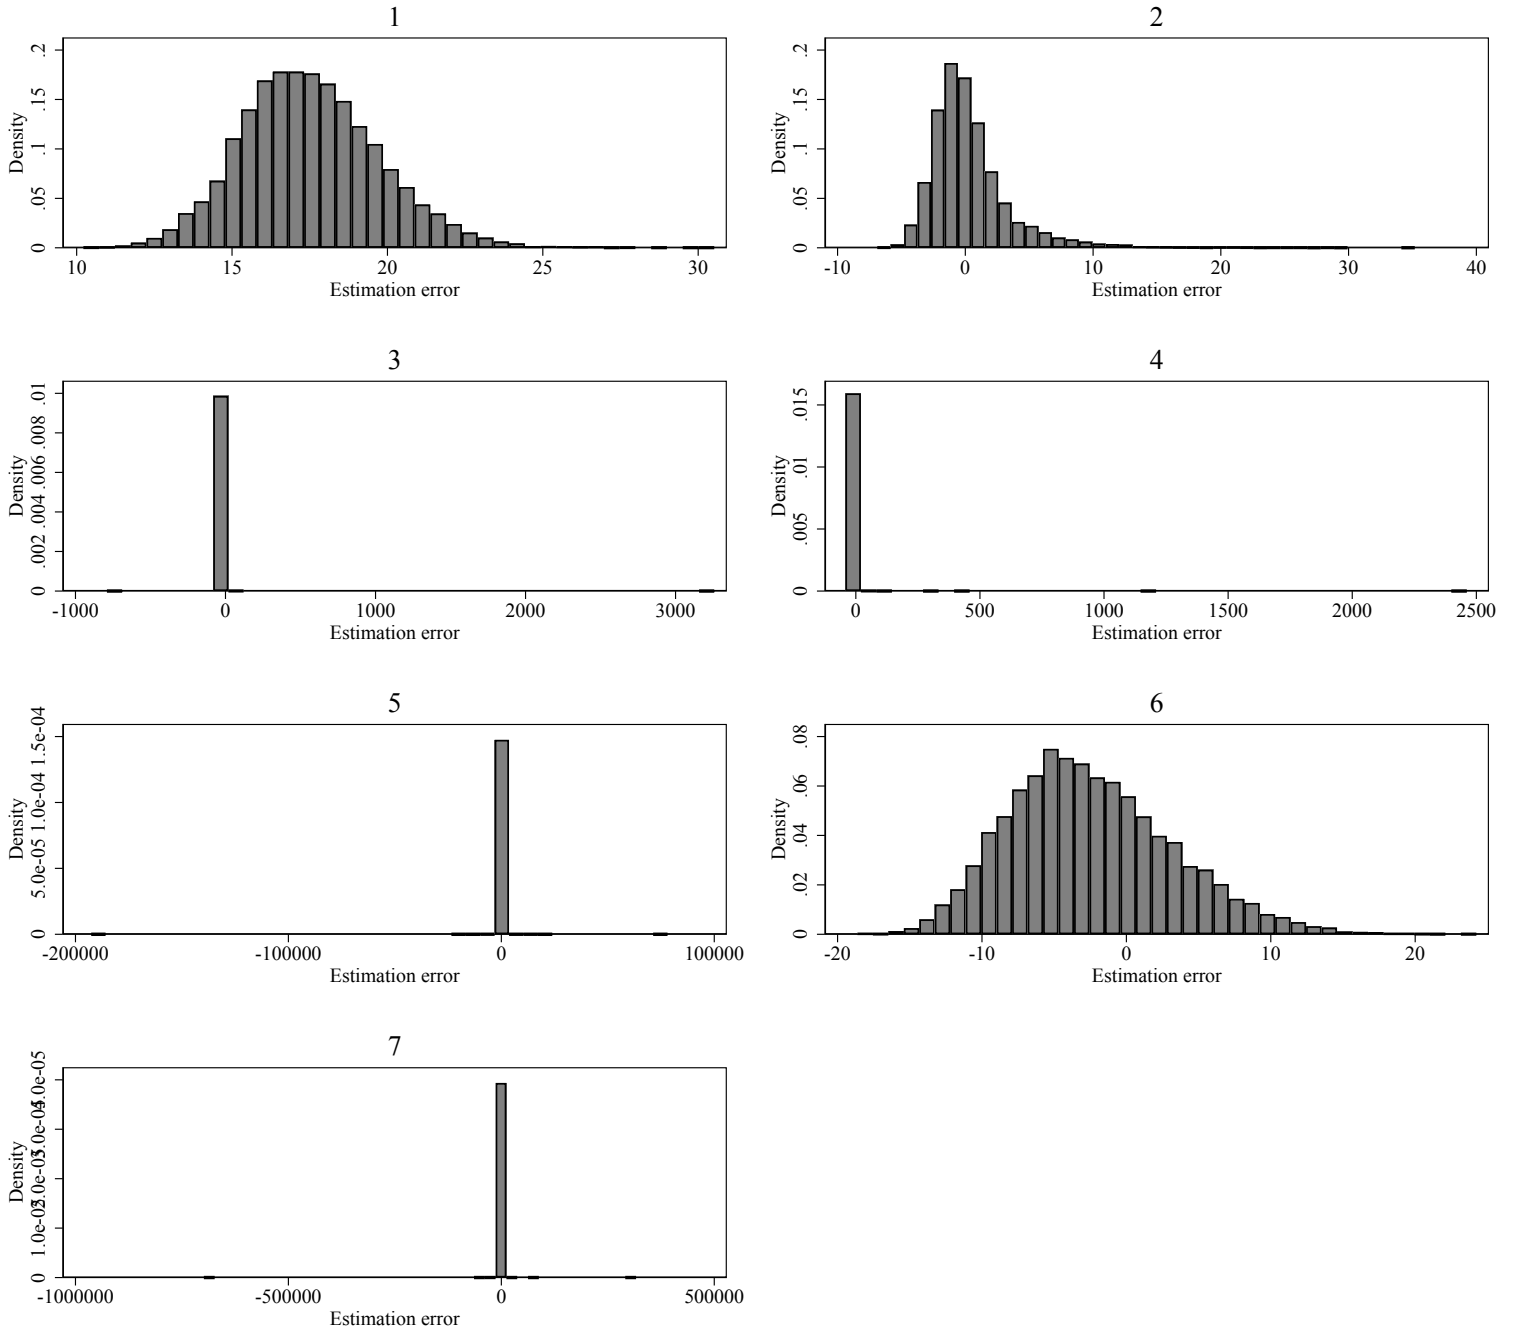 1
Density
0 .05 .1 .15 .2
10 15 20 25 30
Estimation error
2
Density
0 .05 .1 .15 .2
-10 0 10 20 30 40
Estimation error
3
Density
0 .002 .004 .006 .008 .01
-1000 0 1000 2000 3000
Estimation error
4
Density
0 .005 .01 .015
0 500 1000 1500 2000 2500
Estimation error
5
Density
0 5.0e-05 1.0e-04 1.5e-04
-200000 -100000 0 100000
Estimation error
6
Density
0 .02 .04 .06 .08
-20 -10 0 10 20
Estimation error
7
Density
0
-1000000 -500000 0 500000
Estimation error